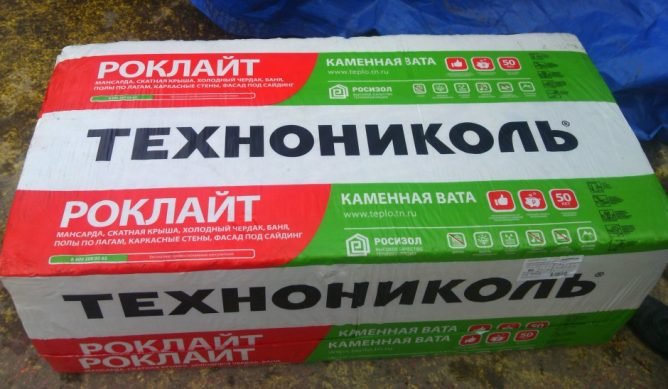 РОКЛАЙТ
МАНСАРДА, СКАТНАЯ КРЫША, ХОЛОДНЫЙ ЧЕРДАК, БАНЯ,
ПОЛЫ ПО ЛАГАМ, КАРКАСНЫЕ СТЕНЫ, ФАСАД ПОД САЙДИНГ
КАМЕННАЯ ВАТА
www.teplo.tn.ru
50
РОСИЗОЛ
ТЕХНОНИКОЛЬ®
РОКЛАЙТ
МАНСАРДА, СКАТНАЯ КРЫША, ХОЛОДНЫЙ ЧЕРДАК, БАНЯ,
ПОЛЫ ПО ЛАГАМ, КАРКАСНЫЕ СТЕНЫ, ФАСАД ПОД САЙДИНГ
КАМЕННАЯ ВАТА
www.teplo.tn.ru
50
ЛЕТ
РОСИЗОЛ
ТЕХНОНИКОЛЬ®
РОКЛАЙТ
КАМЕННАЯ ВАТА
50
РОКЛАЙТ
КАМЕННАЯ ВАТА
50